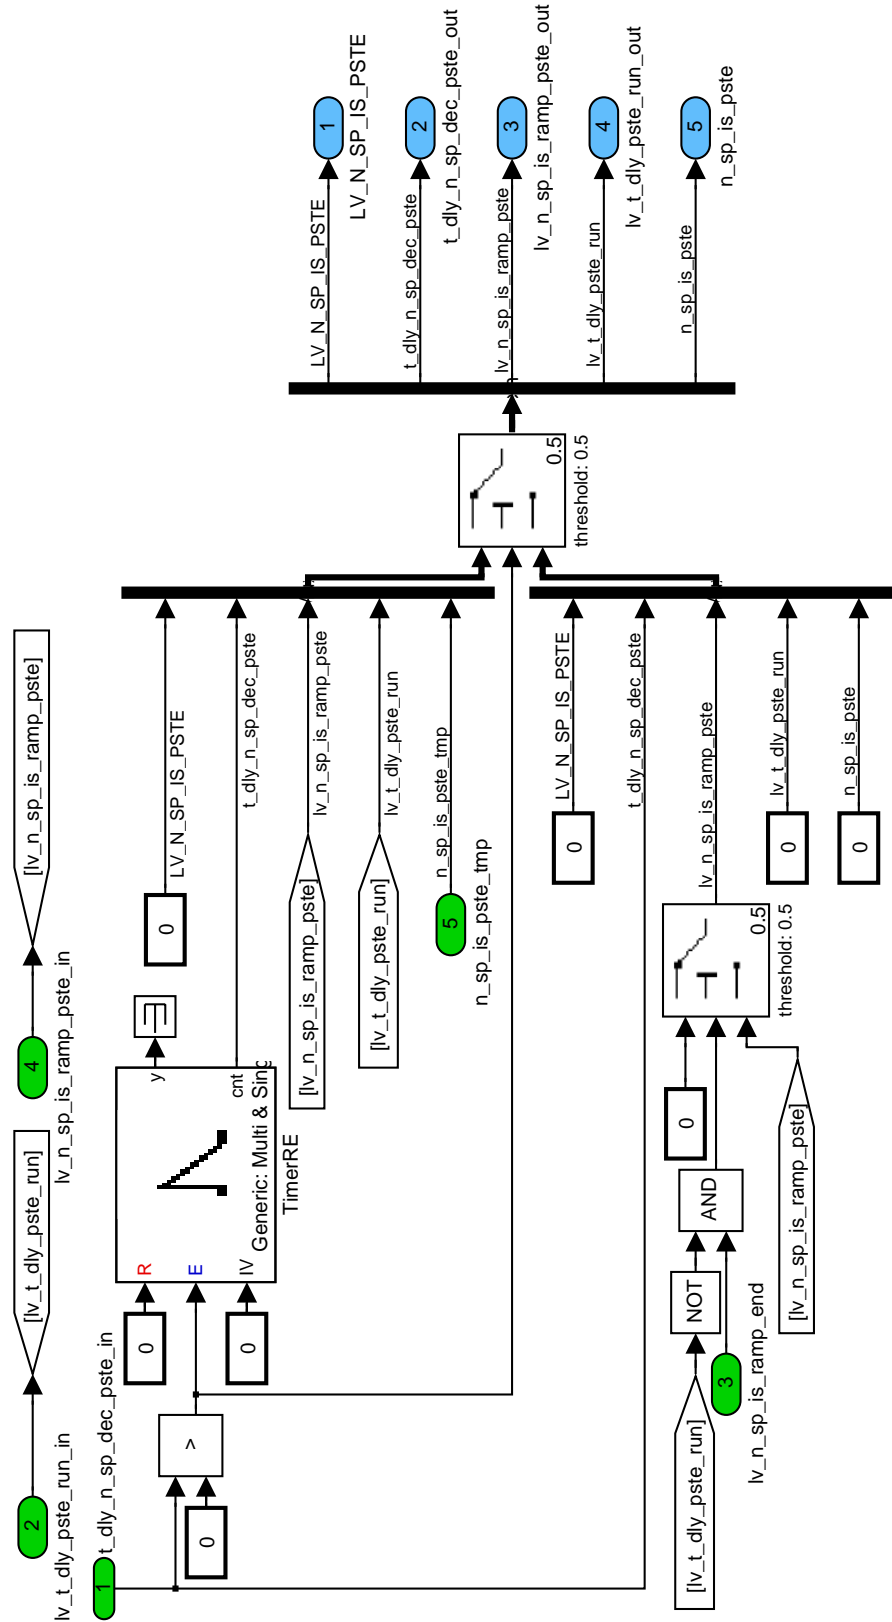 2
[lv_t_dly_pste_run]
4
[lv_n_sp_is_ramp_pste]
lv_t_dly_pste_run_in
lv_n_sp_is_ramp_pste_in
1
t_dly_n_sp_dec_pste_in
0
R
y
0
LV_N_SP_IS_PSTE
>
E
0
0
IV
cnt
t_dly_n_sp_dec_pste
Generic: Multi & Sing
TimerRE
[lv_n_sp_is_ramp_pste]
lv_n_sp_is_ramp_pste
[lv_t_dly_pste_run]
lv_t_dly_pste_run
5
n_sp_is_pste_tmp
n_sp_is_pste_tmp
0.5
threshold: 0.5
LV_N_SP_IS_PSTE
1
LV_N_SP_IS_PSTE
t_dly_n_sp_dec_pste
2
t_dly_n_sp_dec_pste_out
lv_n_sp_is_ramp_pste
3
lv_n_sp_is_ramp_pste_out
lv_t_dly_pste_run
4
lv_t_dly_pste_run_out
n_sp_is_pste
5
n_sp_is_pste
0
LV_N_SP_IS_PSTE
t_dly_n_sp_dec_pste
[lv_t_dly_pste_run]
NOT
AND
0
lv_n_sp_is_ramp_pste
3
lv_n_sp_is_ramp_end
0.5
threshold: 0.5
[lv_n_sp_is_ramp_pste]
0
lv_t_dly_pste_run
0
n_sp_is_pste